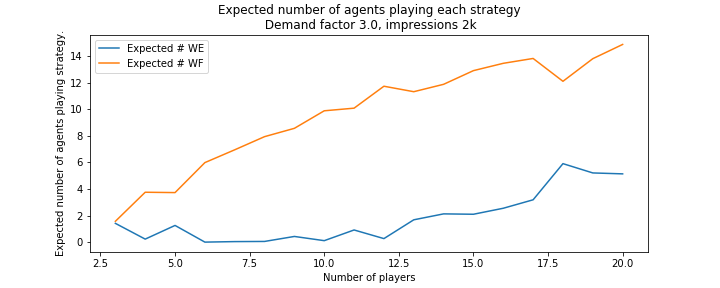 Expected number of agents playing each strategy
Demand factor 3.0, impressions 2k
Expected number of agents playing strategy.
Expected # WE
Expected # WF
14
12
10
8
6
4
2
0
2.5
5.0
7.5
10.0
12.5
15.0
17.5
20.0
Number of players